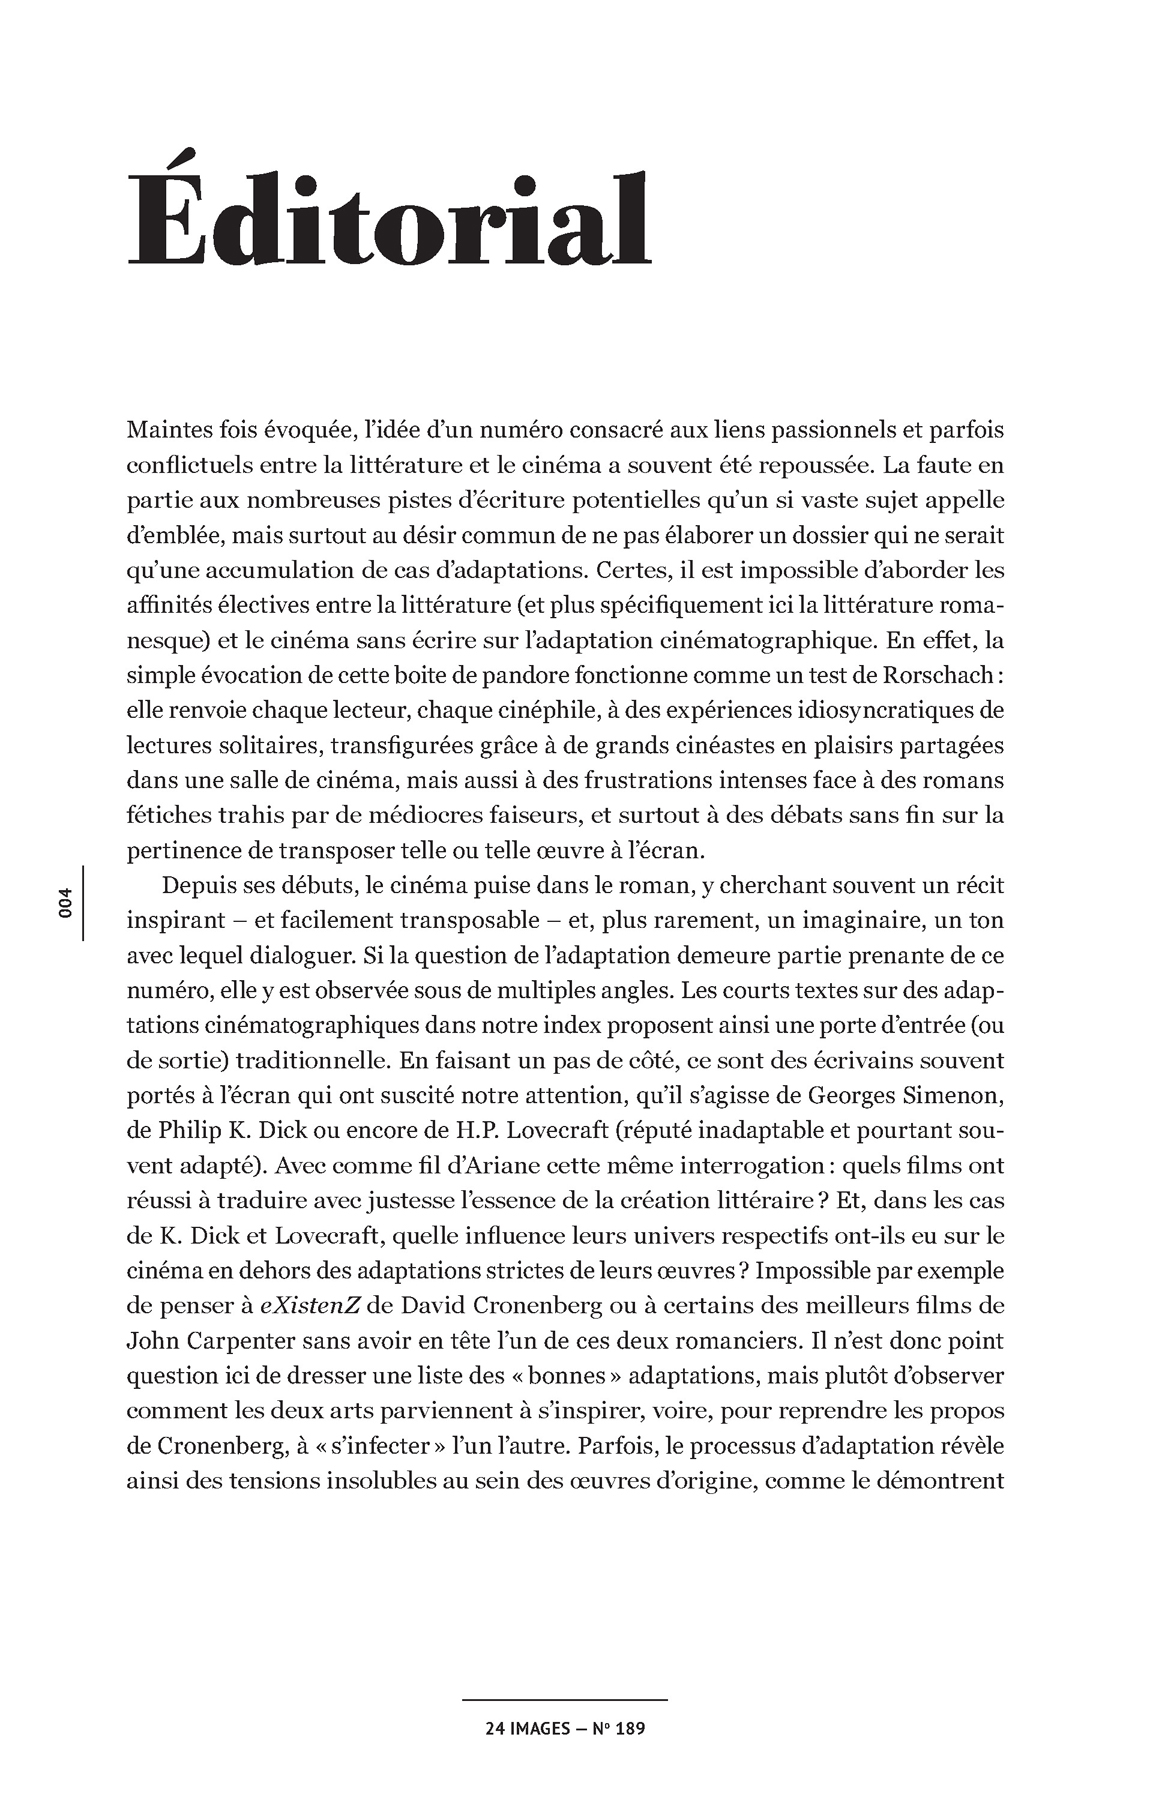 Éditorial
Maintes fois évoquée, l’idée d’un numéro consacré aux liens passionnels et parfois
conflictuels entre la littérature et le cinéma a souvent été repoussée. La faute en
partie aux nombreuses pistes d’écriture potentielles qu’un si vaste sujet appelle
d’emblée, mais surtout au désir commun de ne pas élaborer un dossier qui ne serait
qu’une accumulation de cas d’adaptations. Certes, il est impossible d’aborder les
affinités électives entre la littérature (et plus spécifiquement ici la littérature roma-
nesque) et le cinéma sans écrire sur l’adaptation cinématographique. En effet, la
simple évocation de cette boite de pandore fonctionne comme un test de Rorschach :
elle renvoie chaque lecteur, chaque cinéphile, à des expériences idiosyncratiques de
lectures solitaires, transfigurées grâce à de grands cinéastes en plaisirs partagées
dans une salle de cinéma, mais aussi à des frustrations intenses face à des romans
fétiches trahis par de médiocres faiseurs, et surtout à des débats sans fin sur la
pertinence de transposer telle ou telle œuvre à l’écran.
Depuis ses débuts, le cinéma puise dans le roman, y cherchant souvent un récit
inspirant – et facilement transposable – et, plus rarement, un imaginaire, un ton
avec lequel dialoguer. Si la question de l’adaptation demeure partie prenante de ce
numéro, elle y est observée sous de multiples angles. Les courts textes sur des adap-
tations cinématographiques dans notre index proposent ainsi une porte d’entrée (ou
de sortie) traditionnelle. En faisant un pas de côté, ce sont des écrivains souvent
portés à l’écran qui ont suscité notre attention, qu’il s’agisse de Georges Simenon,
de Philip K. Dick ou encore de H.P. Lovecraft (réputé inadaptable et pourtant sou-
vent adapté). Avec comme fil d’Ariane cette même interrogation : quels films ont
réussi à traduire avec justesse l’essence de la création littéraire ? Et, dans les cas
de K. Dick et Lovecraft, quelle influence leurs univers respectifs ont-ils eu sur le
cinéma en dehors des adaptations strictes de leurs œuvres ? Impossible par exemple
de penser à eXistenZ de David Cronenberg ou à certains des meilleurs films de
John Carpenter sans avoir en tête l’un de ces deux romanciers. Il n’est donc point
question ici de dresser une liste des « bonnes » adaptations, mais plutôt d’observer
comment les deux arts parviennent à s’inspirer, voire, pour reprendre les propos
de Cronenberg, à « s’infecter » l’un l’autre. Parfois, le processus d’adaptation révèle
ainsi des tensions insolubles au sein des œuvres d’origine, comme le démontrent
004
24 IMAGES — Nº 189